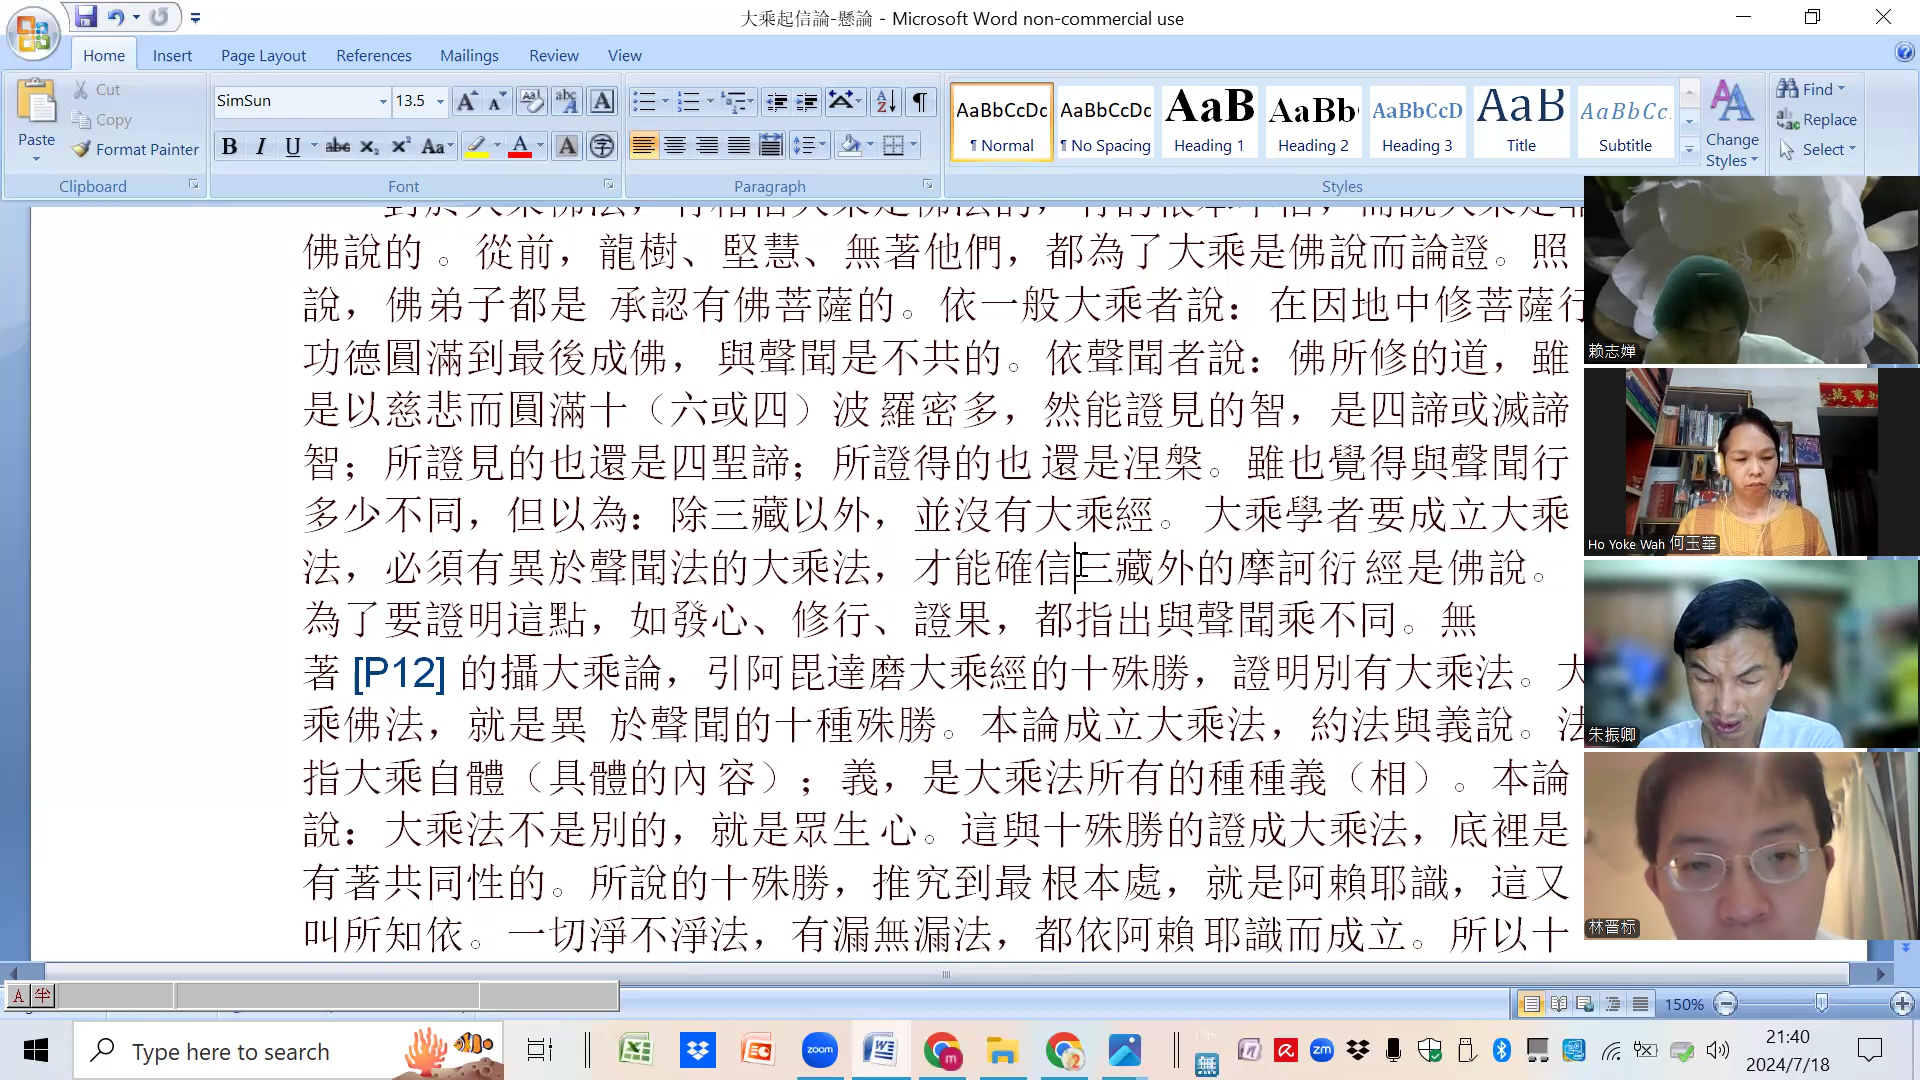 大乘起信論-懸論 - Microsoft Word non-commercial use
Home Insert Page Layout References Mailings Review View
Paste
Cut
Copy
Format Painter
Clipboard
SimSun 13.5
Font
Paragraph
AaBbCcDc AaBbCcDc AaB AaBb AaBbCcD AaB AaBbCc.
¶ Normal ¶ No Spacing Heading 1 Heading 2 Heading 3 Title Subtitle
Styles
Change Styles
Find
Replace
Select
佛說的 。從前，龍樹、堅慧、無著他們，都為了大乘是佛說而論證。照
說，佛弟子都是 承認有佛菩薩的。依一般大乘者說：在因地中修菩薩行
功德圓滿到最後成佛， 與聲聞是不共的。依聲聞者說：佛所修的道，雖
是以慈悲而圓滿十（六或四）波 羅密多，然能證見的智，是四諦或滅諦
智；所證見的也還是四聖諦；所證得的也 還是涅槃。雖也覺得與聲聞行
多少不同，但以為：除三藏以外，並沒有大乘經。 大乘學者要成立大乘
法，必須有異於聲聞法的大乘法，才能確信三藏外的摩訶衍 經是佛說。
為了要證明這點，如發心、修行、證果，都指出與聲聞乘不同。無
著 [P12] 的攝大乘論，引阿毘達磨大乘經的十殊勝，證明別有大乘法。大
乘佛法，就是異 於聲聞的十種殊勝。本論成立大乘法，約法與義說。法
指大乘自體（具體的內 容）；義，是大乘法所有的種種義（相）。本論
說：大乘法不是別的，就是眾生 心。這與十殊勝的證成大乘法，底裡是
有著共同性的。所說的十殊勝，推究到最 根本處，就是阿賴耶識，這又
叫所知依。一切淨不淨法，有漏無漏法，都依阿賴 耶識而成立。所以十
赖志婵
Ho Yoke Wah 何玉華
朱振卿
林晋标
150%
Type here to search
zoom
21:40
2024/7/18